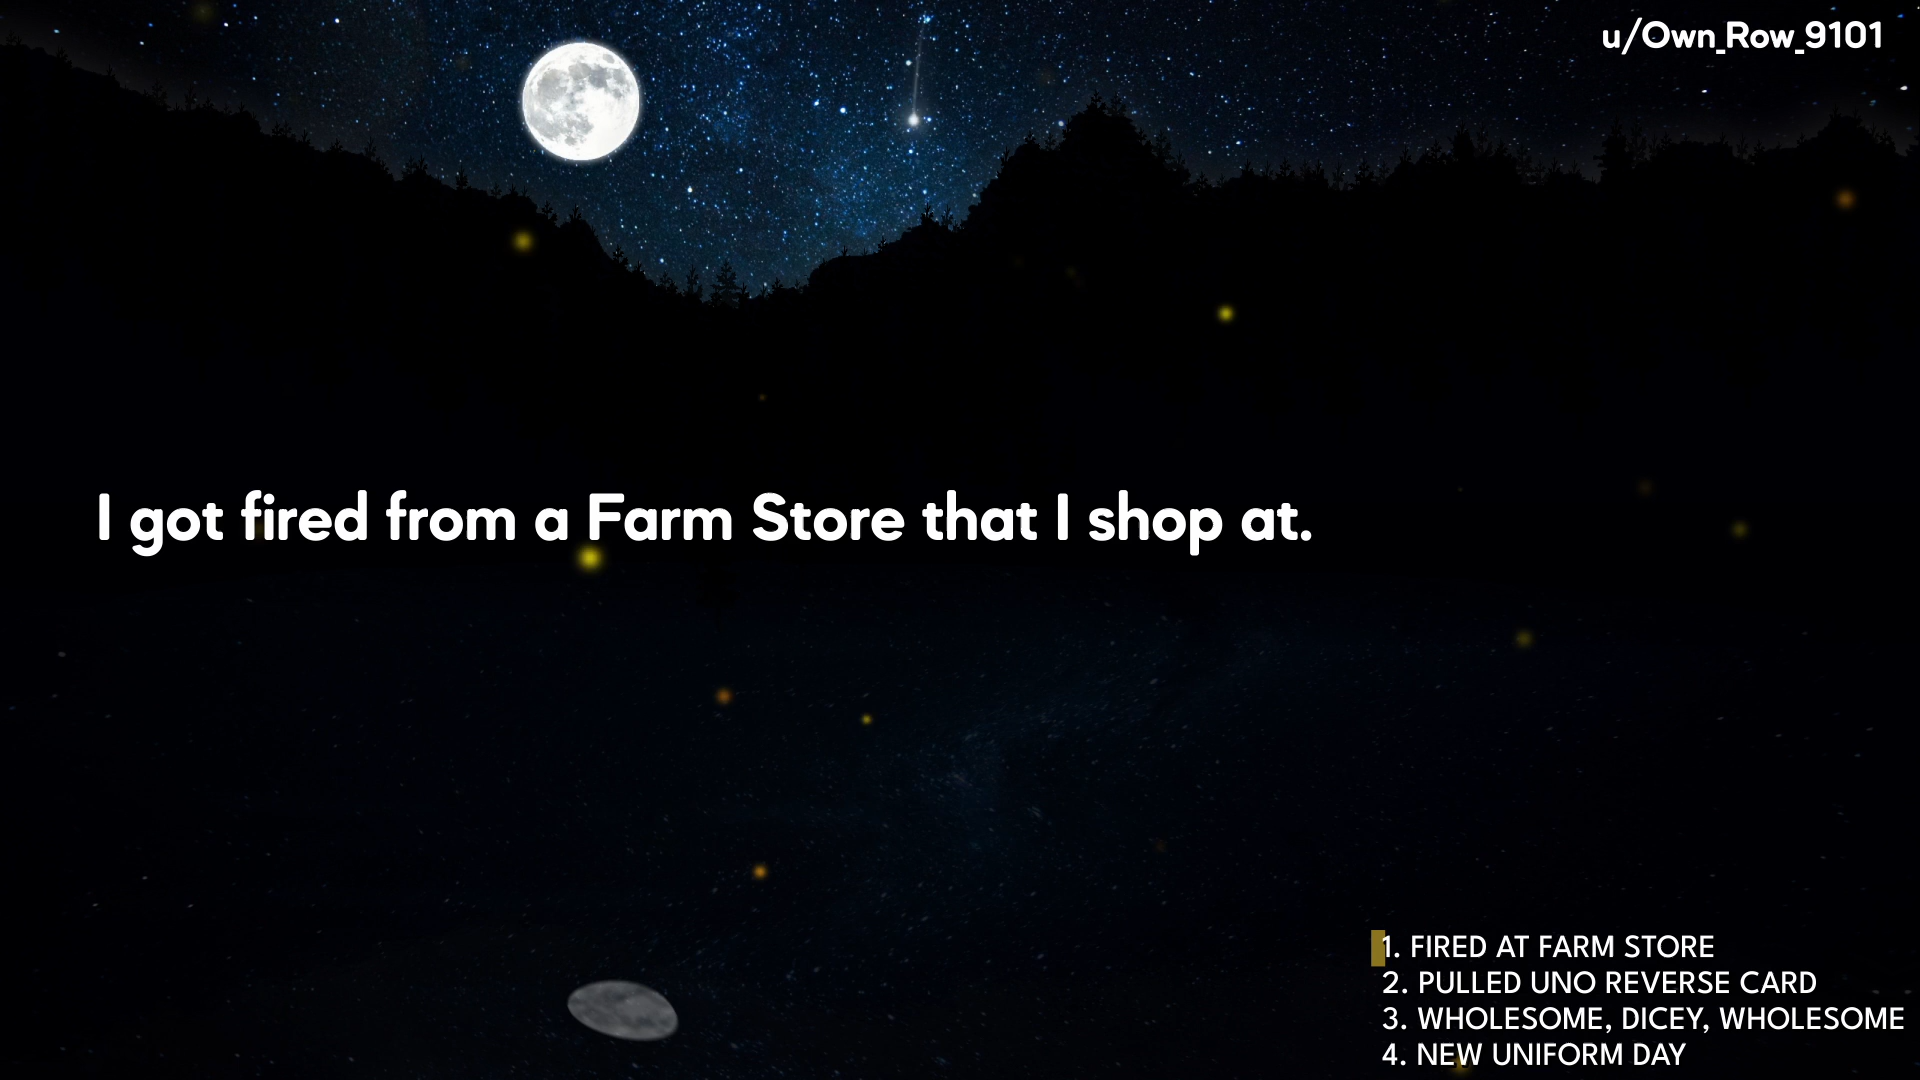 u/Own_Row_9101
I got fired from a Farm Store that I shop at.
1. FIRED AT FARM STORE
2. PULLED UNO REVERSE CARD
3. WHOLESOME, DICEY, WHOLESOME
4. NEW UNIFORM DAY